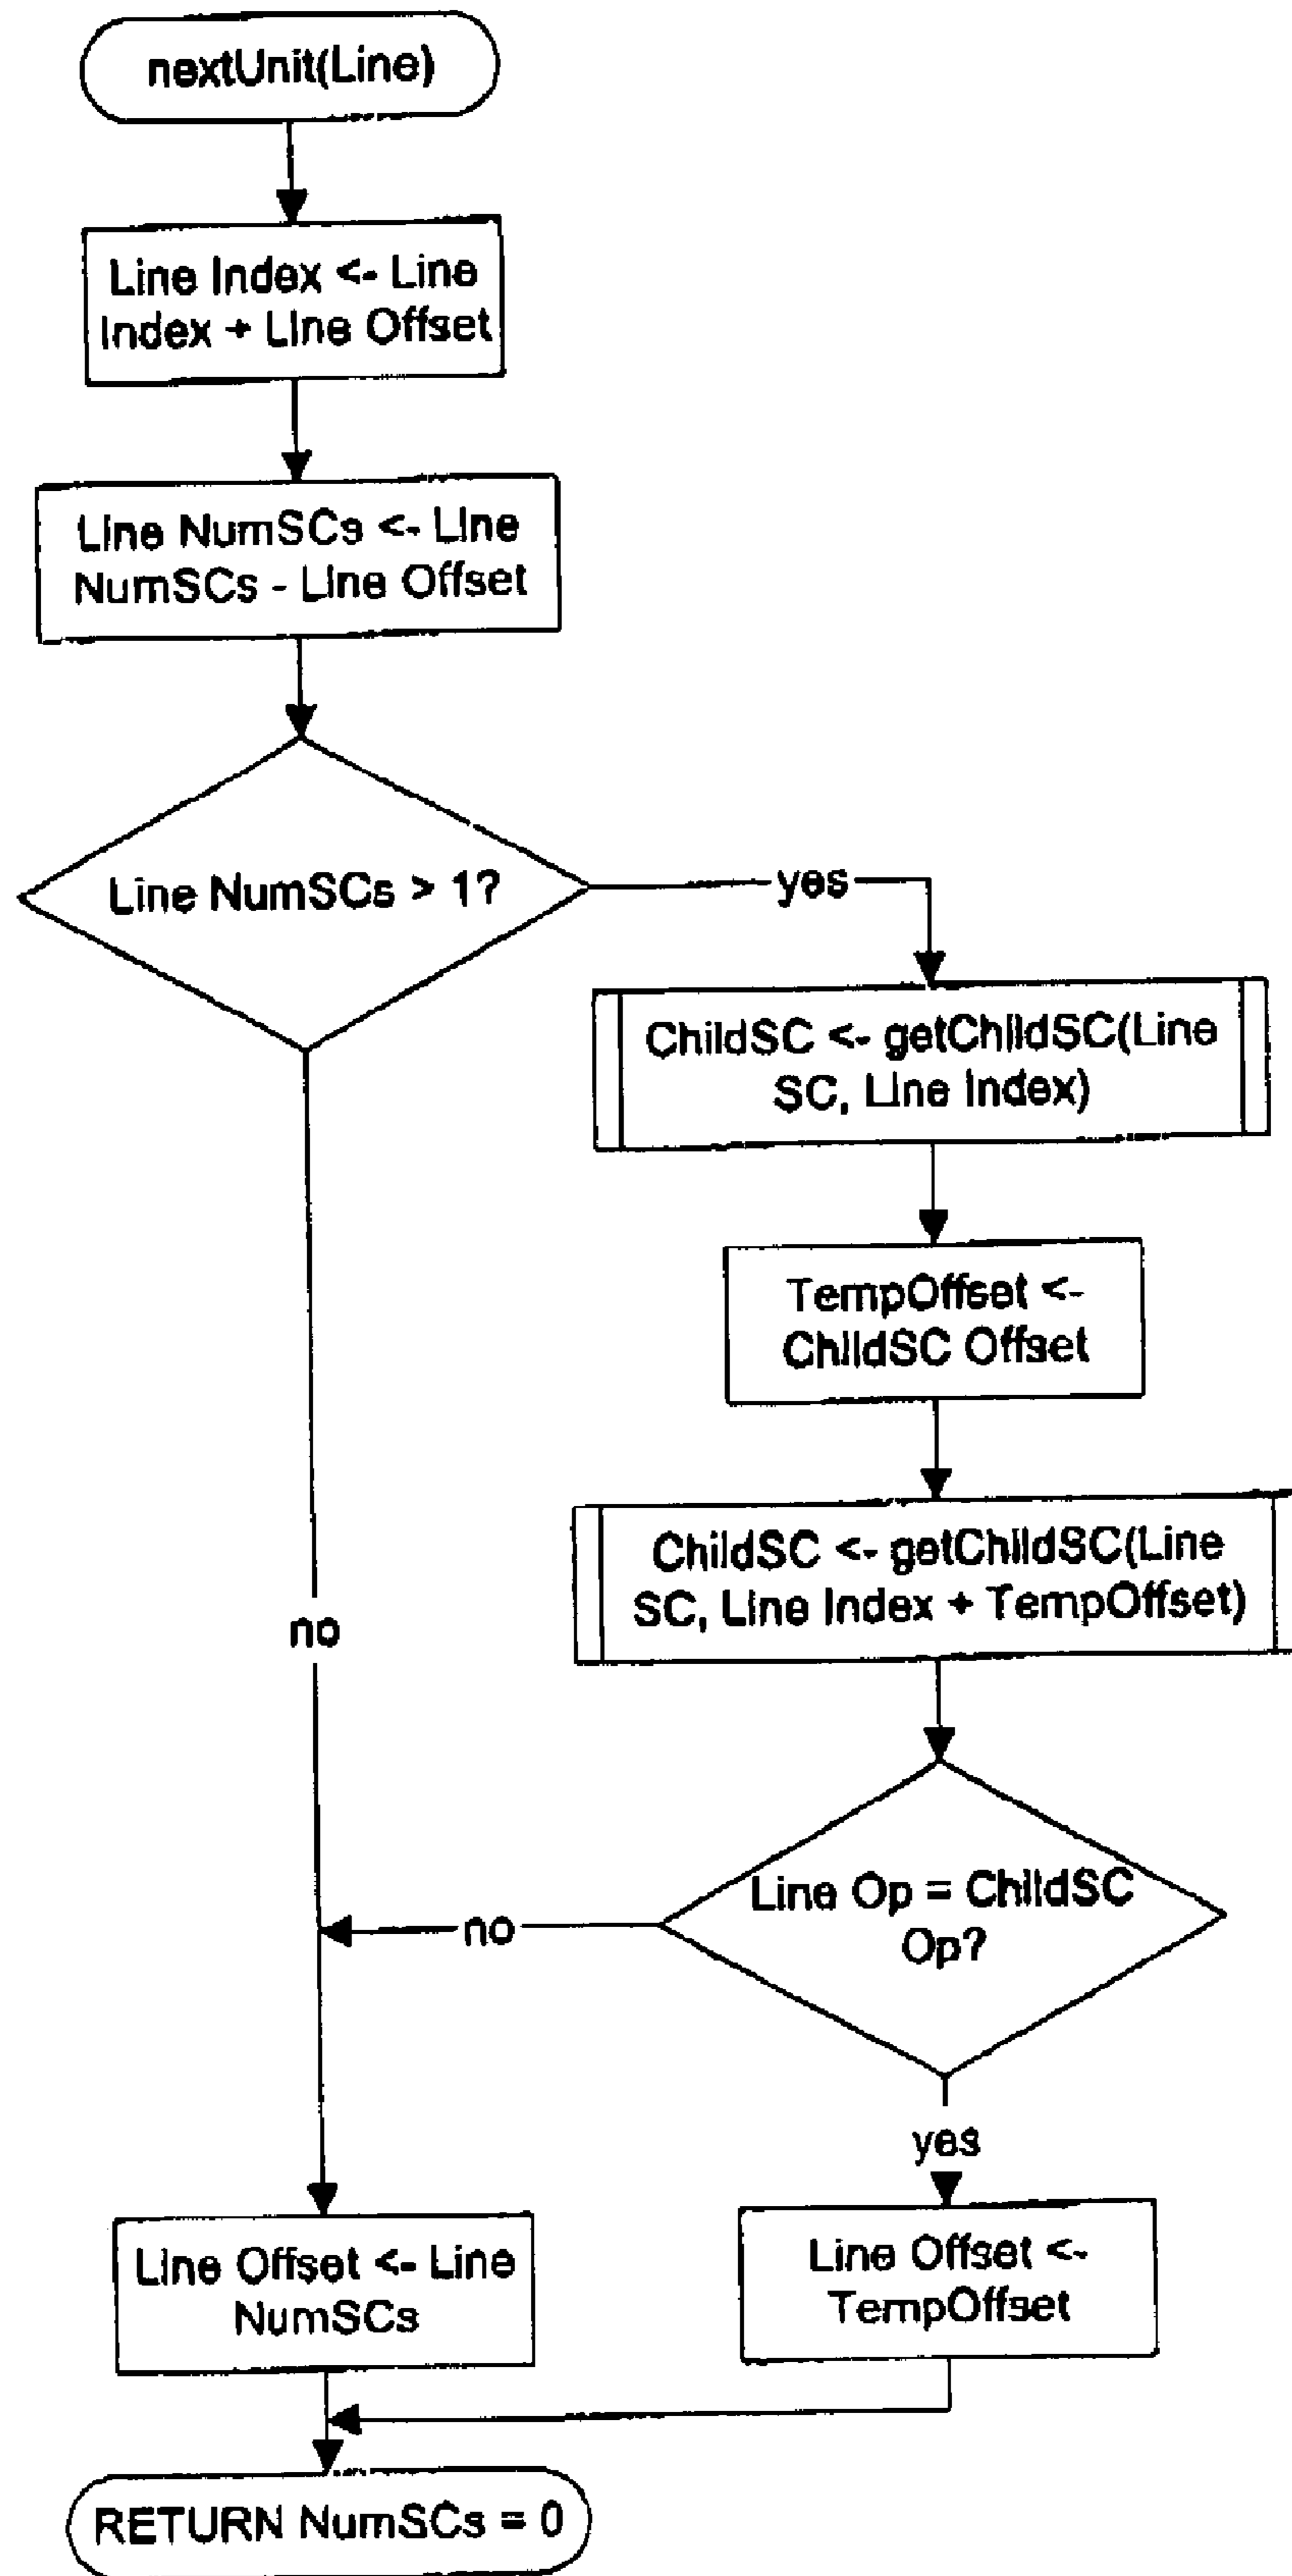 nextUnit(Line)
Line Index <- Line
Index + Line Offset
Line NumSCs <- Line
NumSCs - Line Offset
Line NumSCs > 1?
yes
ChildSC <- getChildSC(Line
SC, Line Index)
TempOffset <-
ChildSC Offset
ChildSC <- getChildSC(Line
SC, Line Index + TempOffset)
no
Line Op = ChildSC
Op?
no
yes
Line Offset <- Line
NumSCs
Line Offset <-
TempOffset
RETURN NumSCs = 0